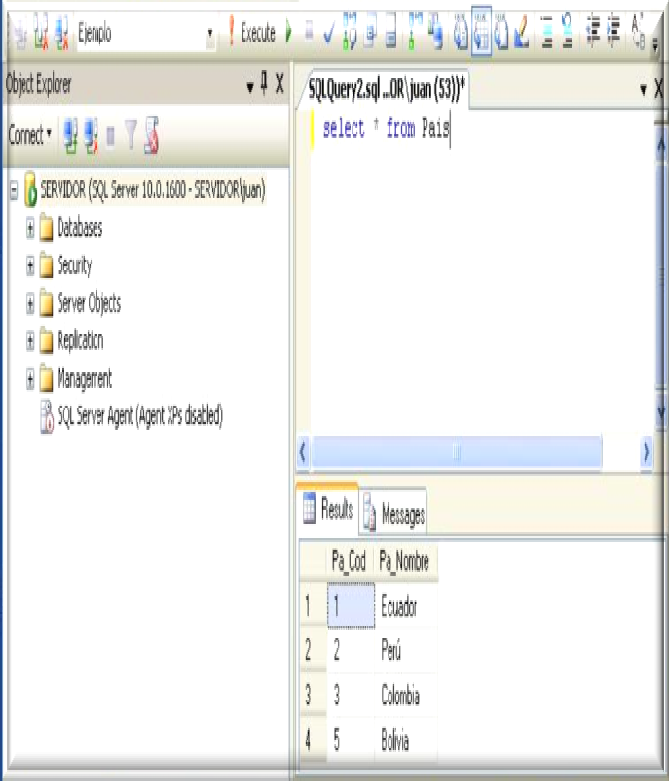 Ejemplo
Execute
Object Explorer
SQLQuery2.sql ...OR\juan (53))*
Connect
select * from Pais
SERVIDOR (SQL Server 10.0.1600 - SERVIDOR\juan)
Databases
Security
Server Objects
Replication
Management
SQL Server Agent (Agent XPs disabled)
Results
Messages
Pa_Cod Pa_Nombre
1 1 Ecuador
2 2 Perú
3 3 Colombia
4 5 Bolivia